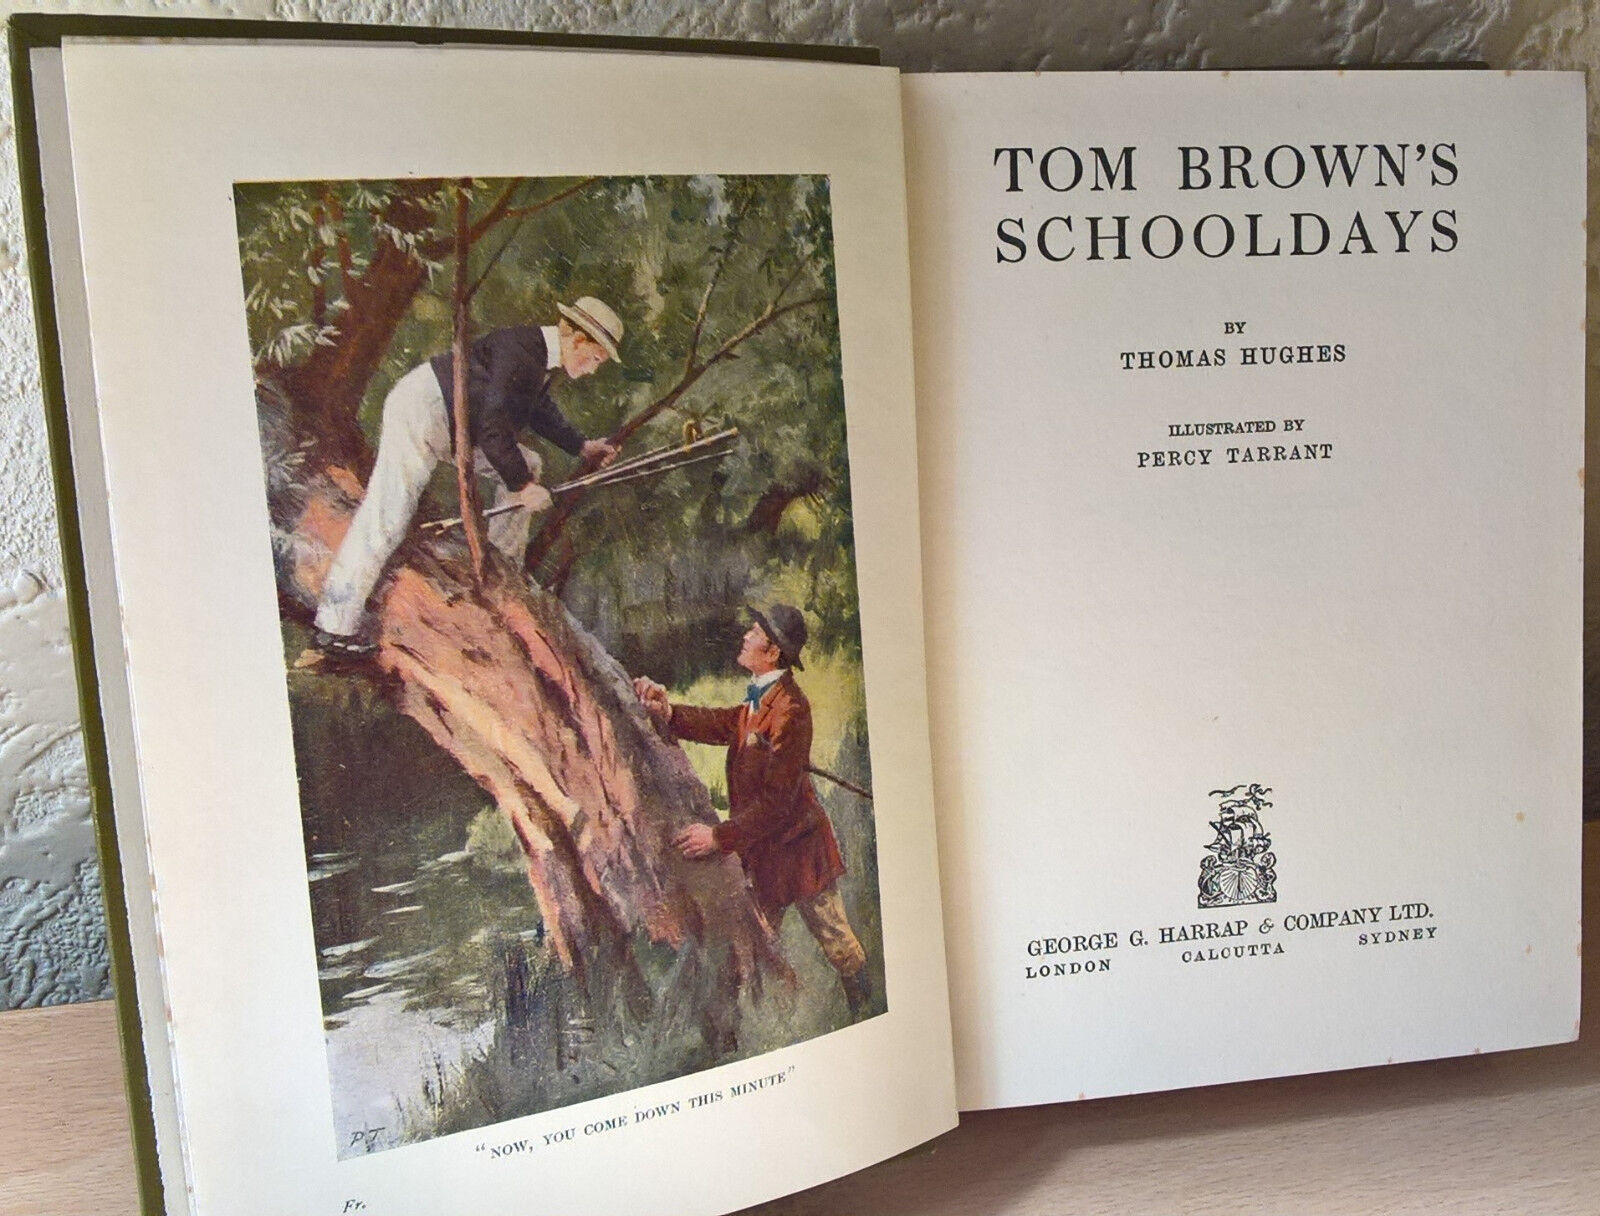 P.T
"NOW, YOU COME DOWN THIS MINUTE"
Fr.
TOM BROWN'S
SCHOOLDAYS
BY
THOMAS HUGHES
ILLUSTRATED BY
PERCY TARRANT
GEORGE G. HARRAP & COMPANY LTD.
LONDON CALCUTTA SYDNEY